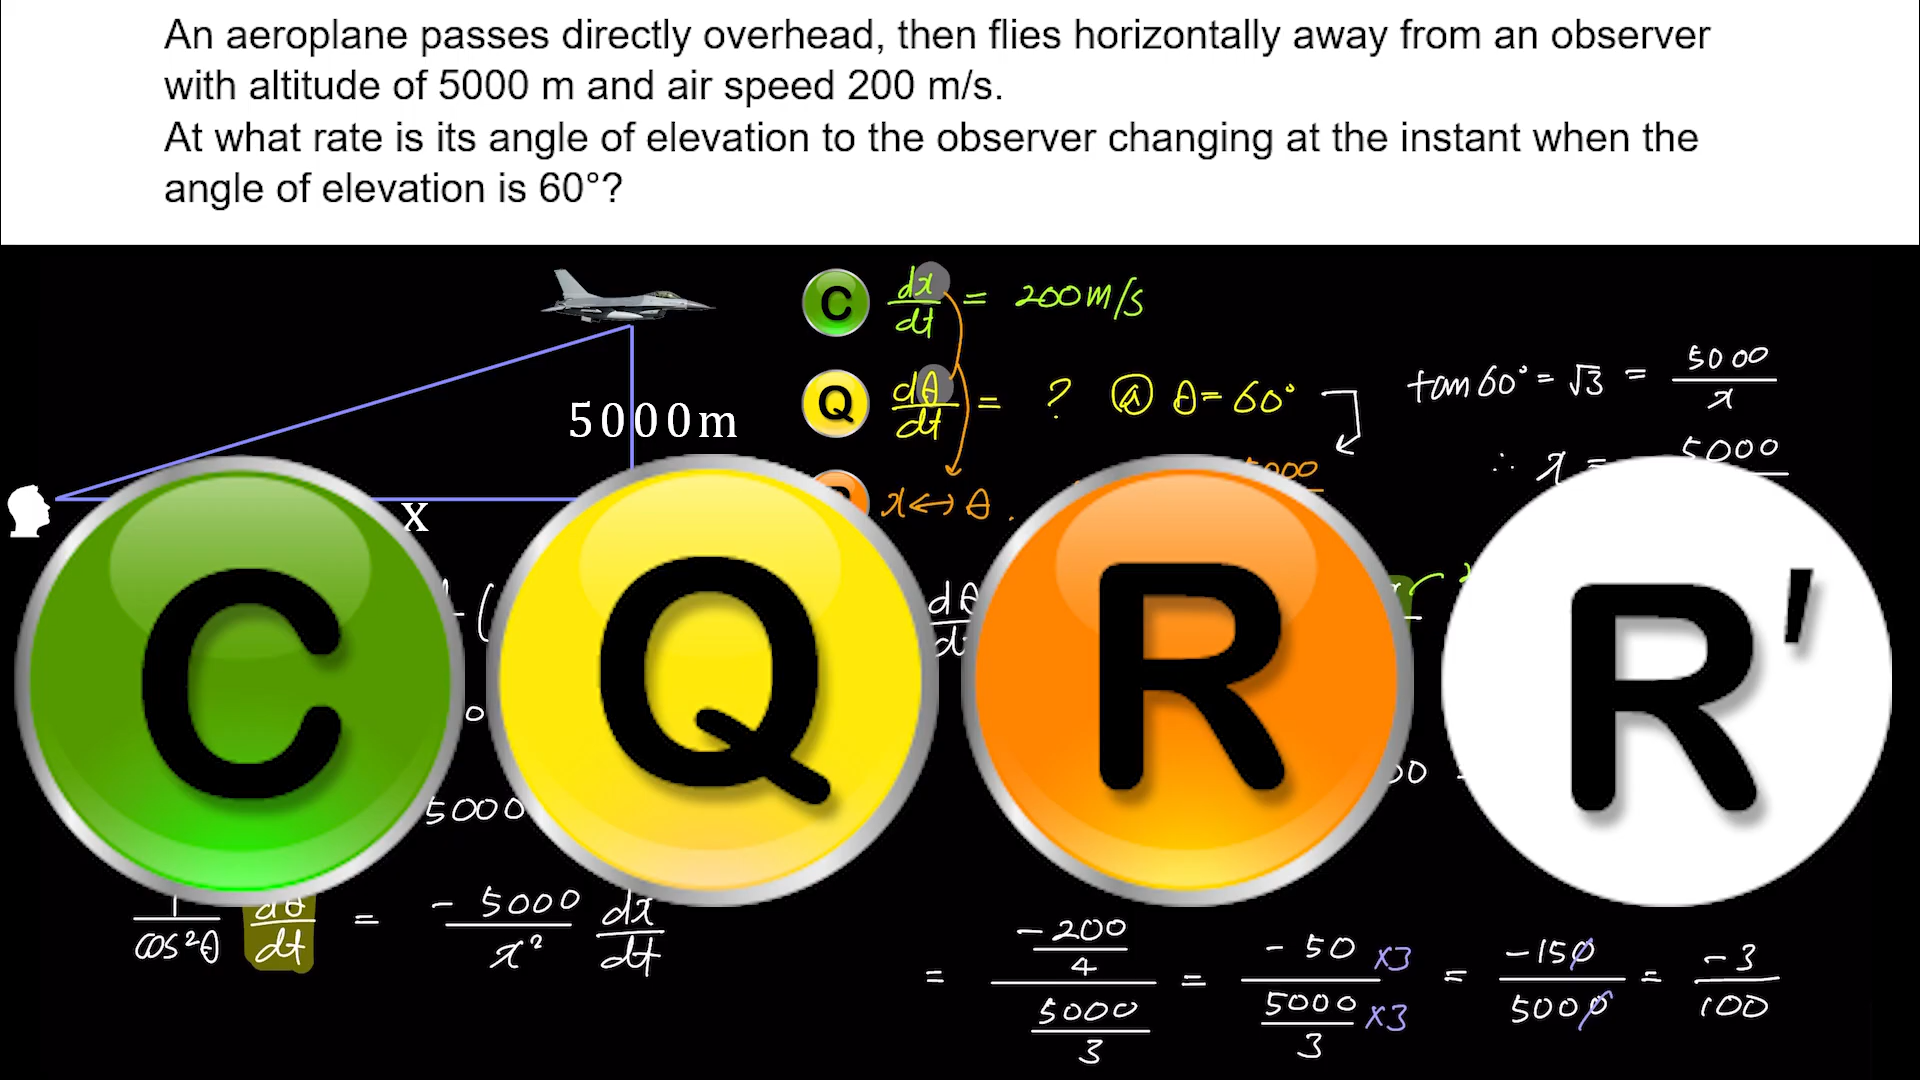 An aeroplane passes directly overhead, then flies horizontally away from an observer
with altitude of 5000 m and air speed 200 m/s.
At what rate is its angle of elevation to the observer changing at the instant when the
angle of elevation is 60°?
C dx/dt = 200m/s
Q dθ/dt = ? @ θ = 60°
tan 60° = √3 = 5000/x
∴ x = 5000
5000m
x
x ↔ θ .
5000
C Q R R'
5000
1/cos²θ dθ/dt = -5000/x² dx/dt
= (-200/4)/(5000/3) = -50 ×3/(5000/3) ×3 = -150/5000 = -3/100